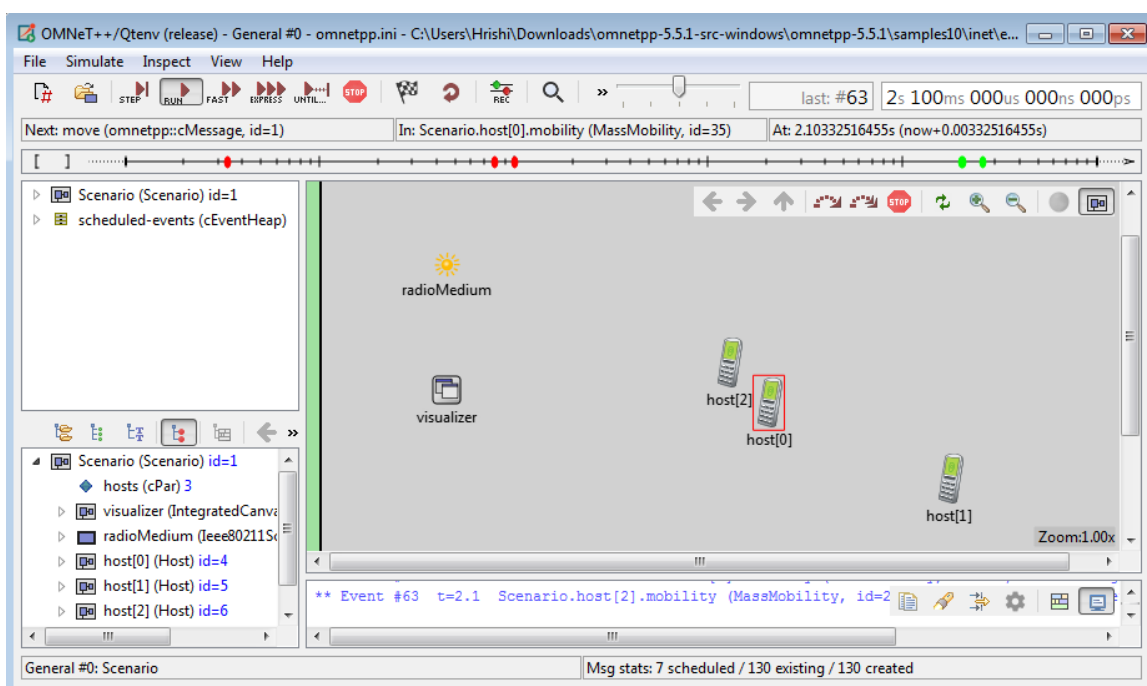 OMNeT++/Qtenv (release) - General #0 - omnetpp.ini - C:\Users\Hrishi\Downloads\omnetpp-5.5.1-src-windows\omnetpp-5.5.1\samples10\inet\e...
File Simulate Inspect View Help
STEP RUN FAST EXPRESS UNTIL... STOP REC » last: #63 2s 100ms 000us 000ns 000ps
Next: move (omnetpp::cMessage, id=1) In: Scenario.host[0].mobility (MassMobility, id=35) At: 2.10332516455s (now+0.00332516455s)
[ ]
Scenario (Scenario) id=1
scheduled-events (cEventHeap)
STOP
radioMedium
host[2]
visualizer
host[0]
host[1]
Zoom:1.00x
»
Scenario (Scenario) id=1
hosts (cPar) 3
visualizer (IntegratedCanva
radioMedium (Ieee80211Sc
host[0] (Host) id=4
host[1] (Host) id=5
host[2] (Host) id=6
** Event #63 t=2.1 Scenario.host[2].mobility (MassMobility, id=2
General #0: Scenario Msg stats: 7 scheduled / 130 existing / 130 created